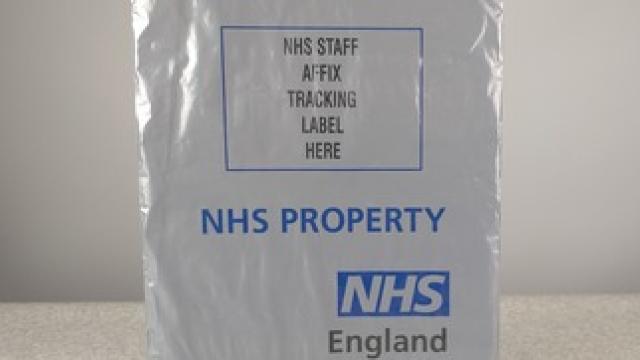 NHS STAFF
AFFIX
TRACKING
LABEL
HERE
NHS PROPERTY
NHS
England